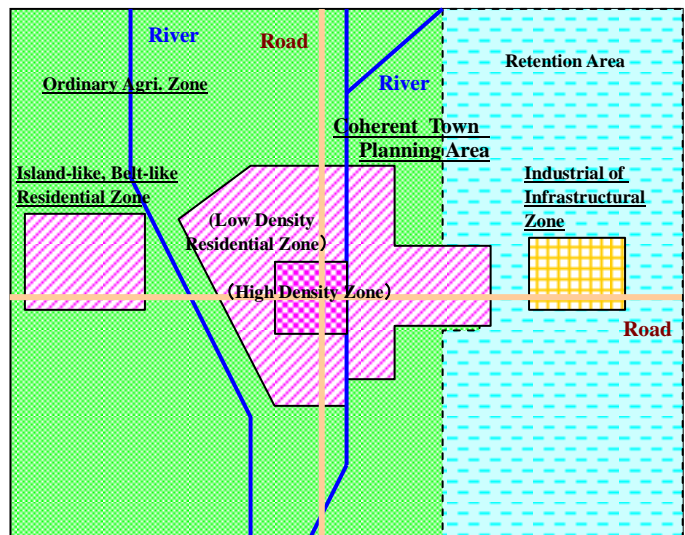 River
Road
Retention Area
Ordinary Agri. Zone
River
Coherent Town
Planning Area
Island-like, Belt-like
Residential Zone
Industrial of
Infrastructural
Zone
(Low Density
Residential Zone)
(High Density Zone)
Road